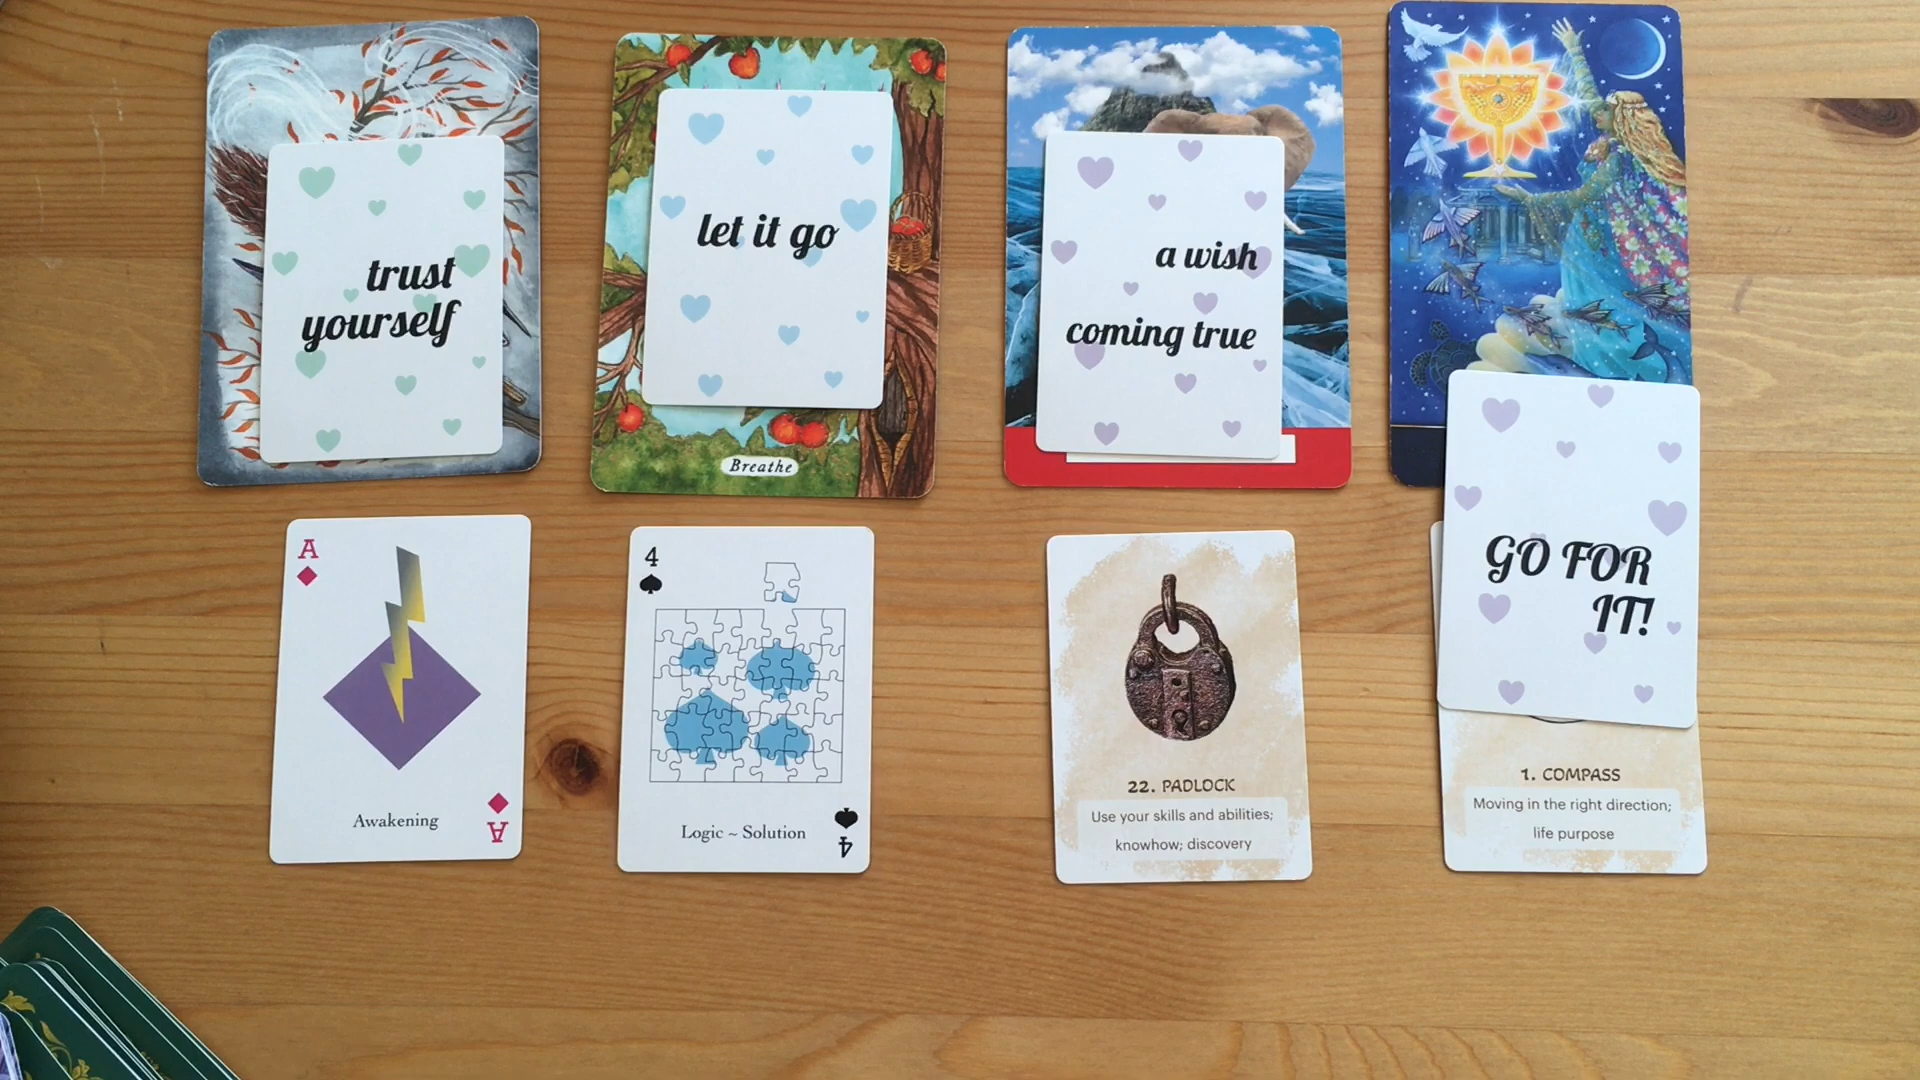 trust
yourself
let it go
Breathe
a wish
coming true
GO FOR
IT!
A
Awakening
A
4
Logic ~ Solution
4
22. PADLOCK
Use your skills and abilities;
knowhow; discovery
1. COMPASS
Moving in the right direction;
life purpose